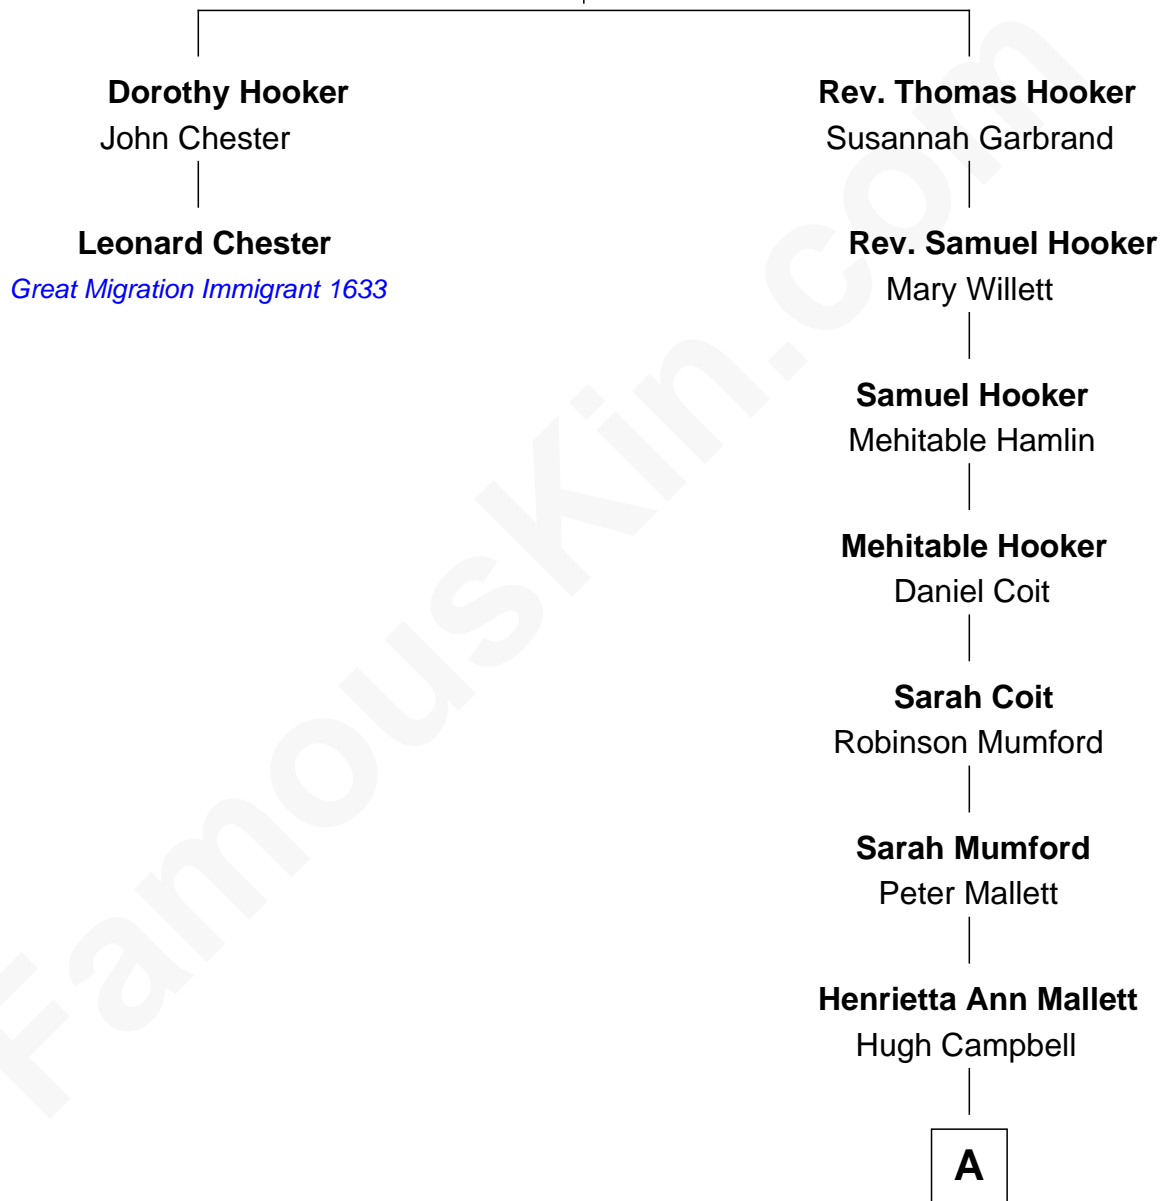 Dorothy Hooker
John Chester
Leonard Chester
Great Migration Immigrant 1633
Rev. Thomas Hooker
Susannah Garbrand
Rev. Samuel Hooker
Mary Willett
Samuel Hooker
Mehitable Hamlin
Mehitable Hooker
Daniel Coit
Sarah Coit
Robinson Mumford
Sarah Mumford
Peter Mallett
Henrietta Ann Mallett
Hugh Campbell
A
FamousKin.com